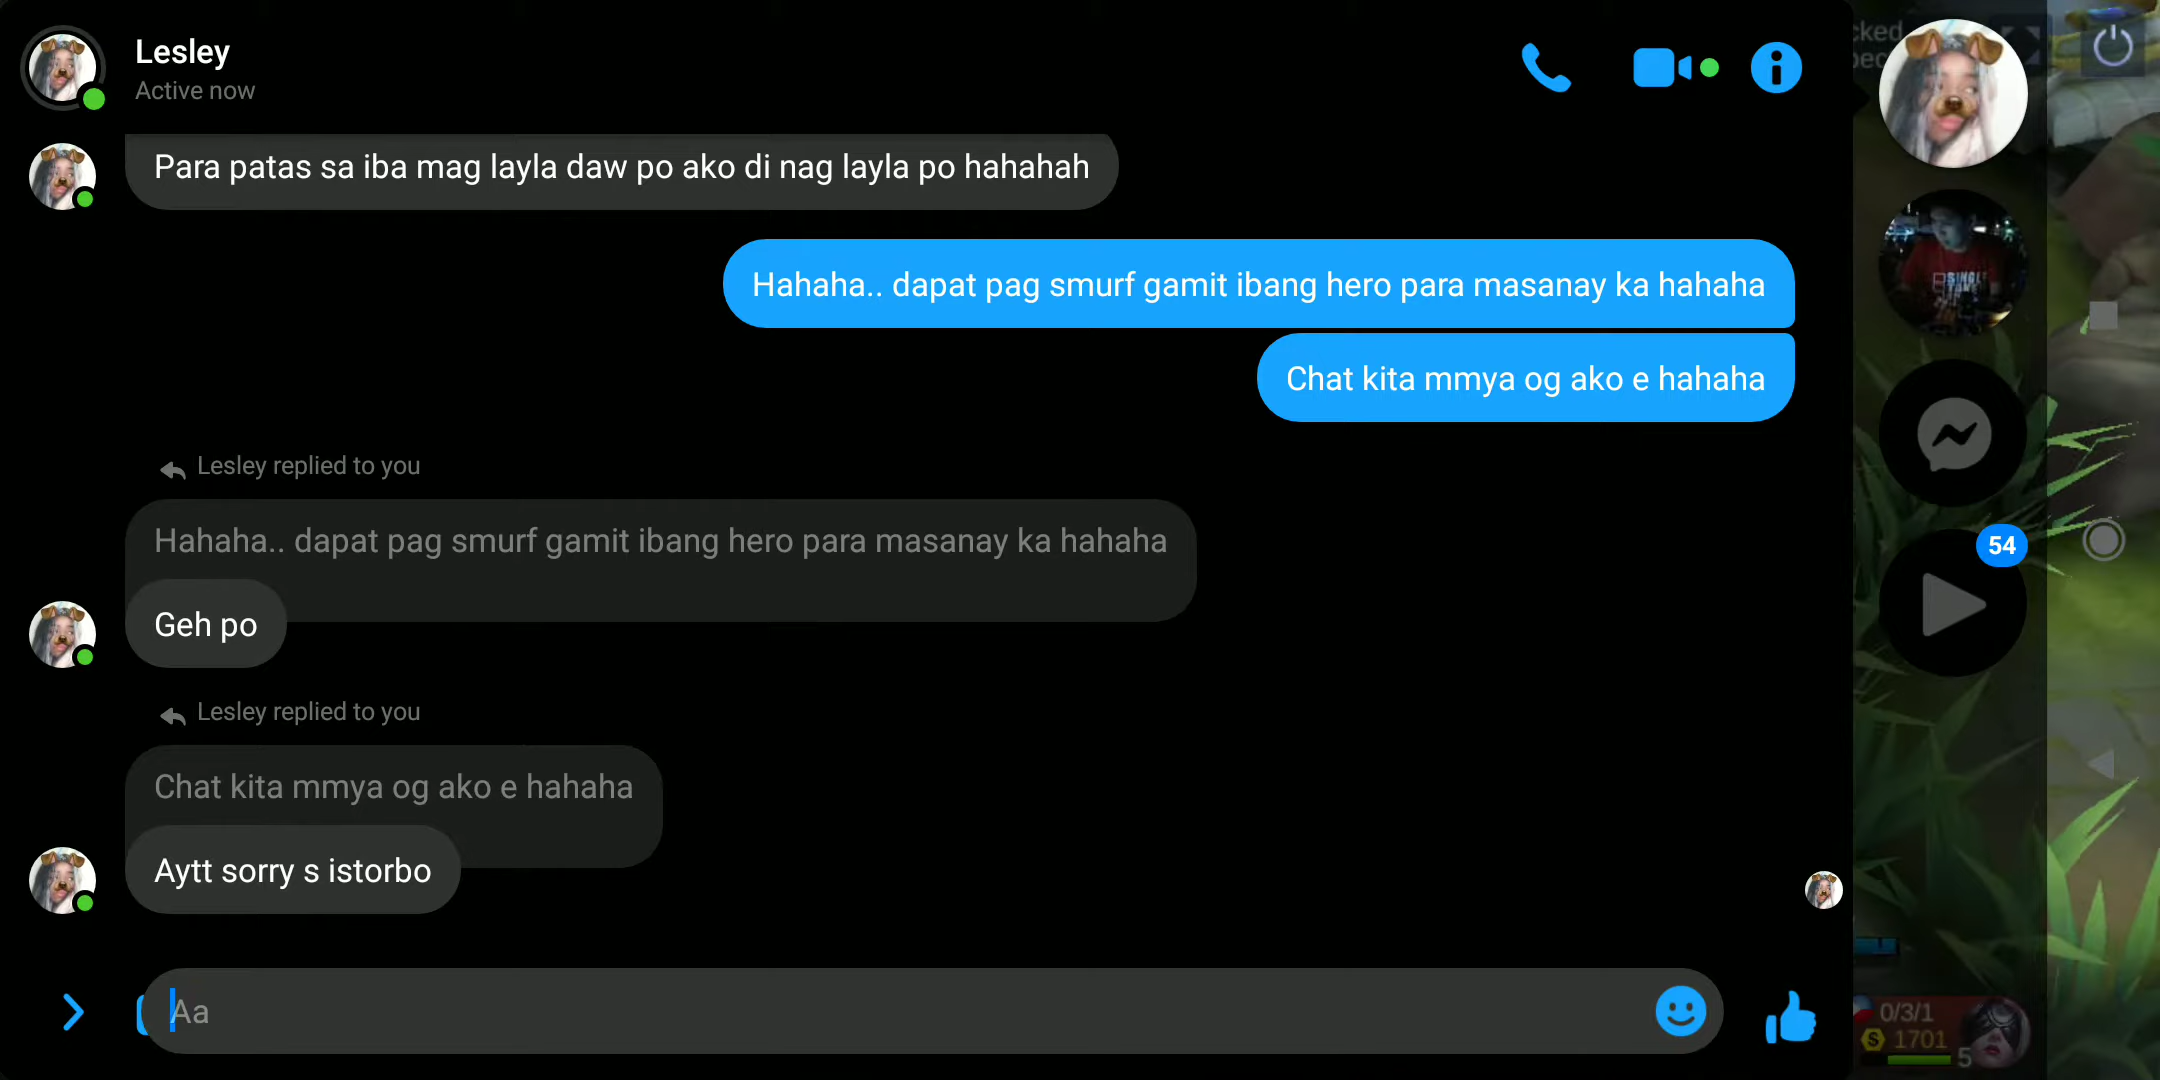 Lesley
Active now
Para patas sa iba mag layla daw po ako di nag layla po hahahah
Hahaha.. dapat pag smurf gamit ibang hero para masanay ka hahaha
Chat kita mmya og ako e hahaha
Lesley replied to you
Hahaha.. dapat pag smurf gamit ibang hero para masanay ka hahaha
Geh po
Lesley replied to you
Chat kita mmya og ako e hahaha
Aytt sorry s istorbo
Aa
cked
SINGLE
54
0/3/1
S 1701
5